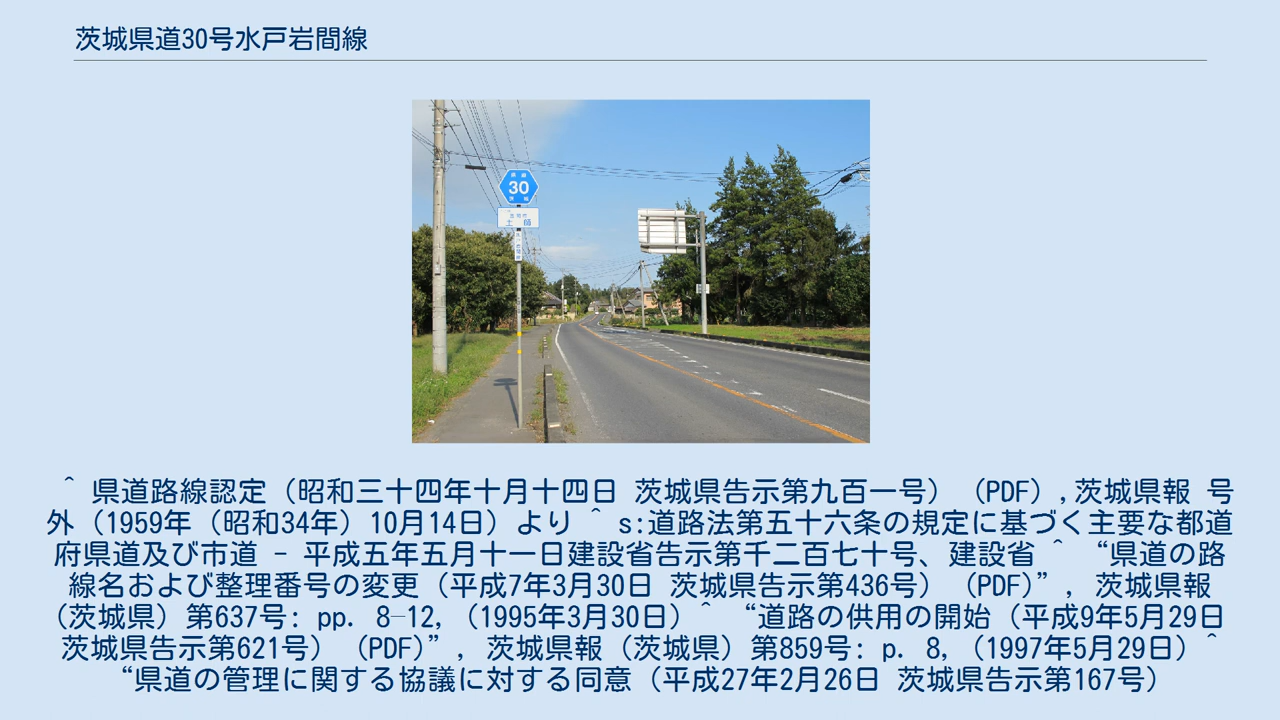 茨城県道30号水戸岩間線
30
＾ 県道路線認定（昭和三十四年十月十四日 茨城県告示第九百一号）（PDF）,茨城県報 号
外（1959年（昭和34年）10月14日）より ＾ s:道路法第五十六条の規定に基づく主要な都道
府県道及び市道 - 平成五年五月十一日建設省告示第千二百七十号、建設省 ＾ “県道の路
線名および整理番号の変更（平成7年3月30日 茨城県告示第436号）（PDF)”, 茨城県報
（茨城県）第637号: pp. 8–12,（1995年3月30日）＾ “道路の供用の開始（平成9年5月29日
茨城県告示第621号）（PDF)”, 茨城県報（茨城県）第859号: p. 8,（1997年5月29日）＾
“県道の管理に関する協議に対する同意（平成27年2月26日 茨城県告示第167号）